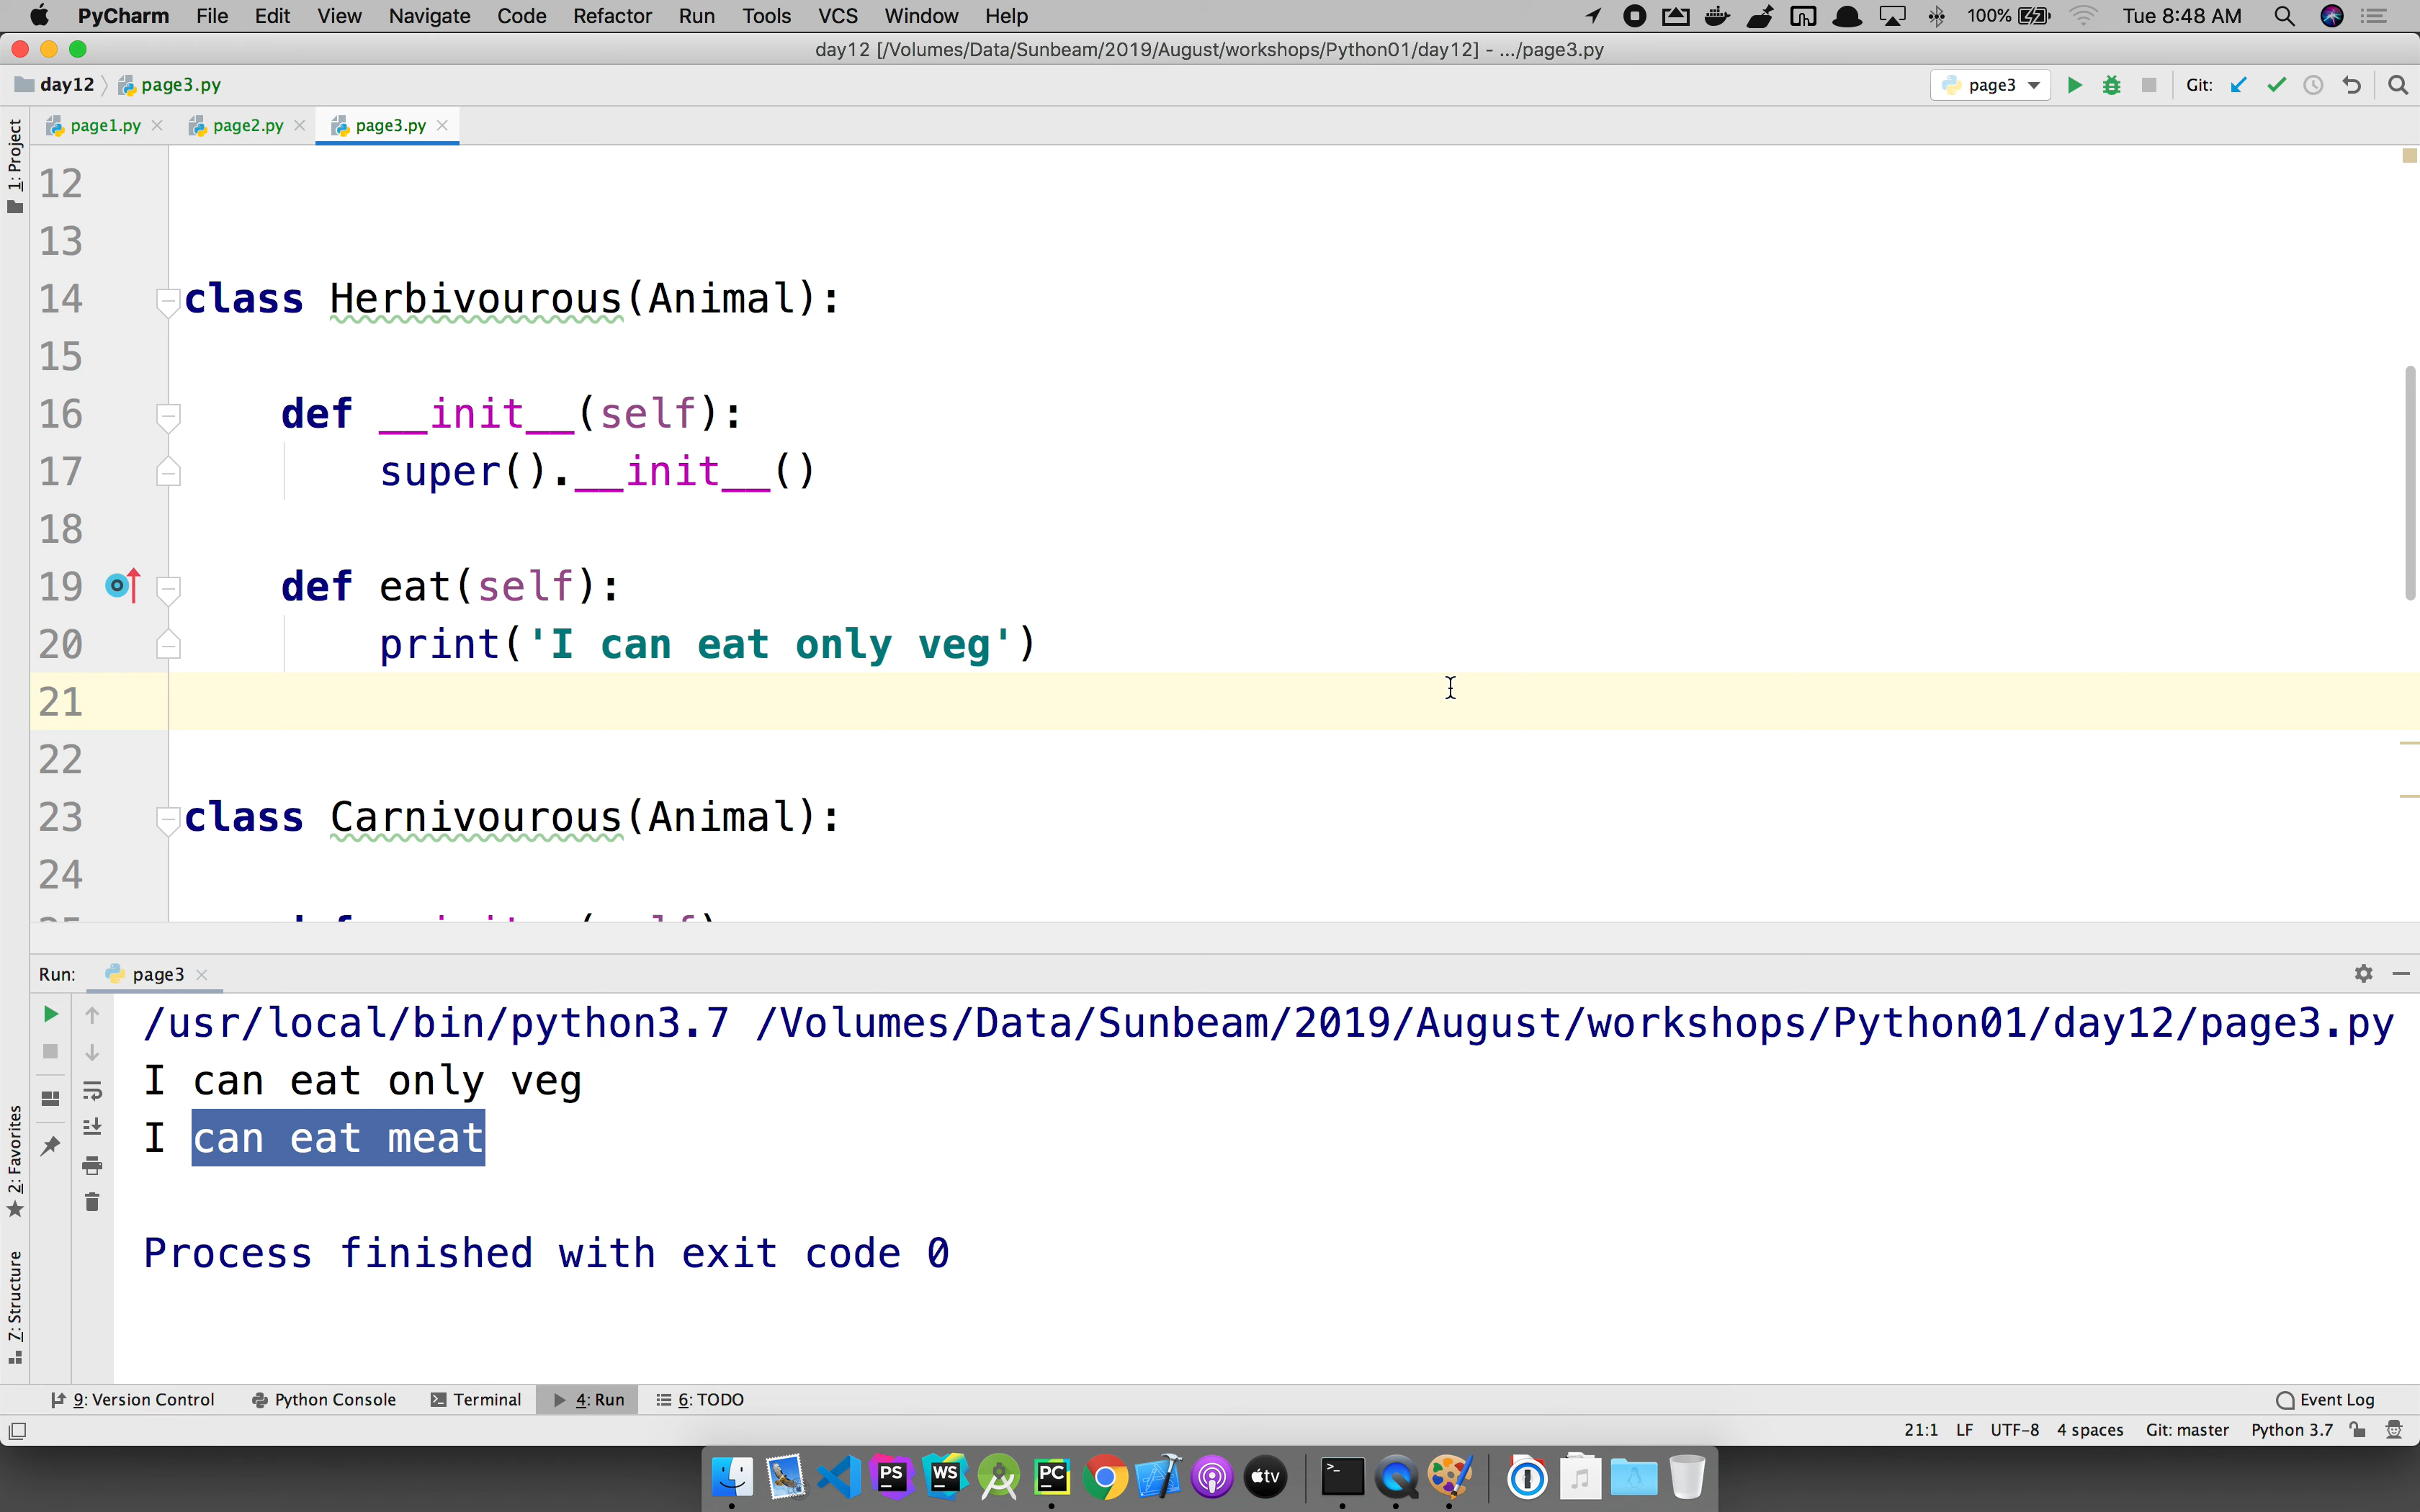 PyCharm File Edit View Navigate Code Refactor Run Tools VCS Window Help 100% Tue 8:48 AM
day12 [/Volumes/Data/Sunbeam/2019/August/workshops/Python01/day12] - .../page3.py
day12 page3.py page3 Git:
page1.py page2.py page3.py
1: Project
12
13
14 class Herbivourous(Animal):
15
16 def __init__(self):
17 super().__init__()
18
19 def eat(self):
20 print('I can eat only veg')
21
22
23 class Carnivourous(Animal):
24
Run: page3
/usr/local/bin/python3.7 /Volumes/Data/Sunbeam/2019/August/workshops/Python01/day12/page3.py
I can eat only veg
I can eat meat
Process finished with exit code 0
2: Favorites
7: Structure
9: Version Control Python Console Terminal 4: Run 6: TODO Event Log
21:1 LF UTF-8 4 spaces Git: master Python 3.7
PS WS PC tv